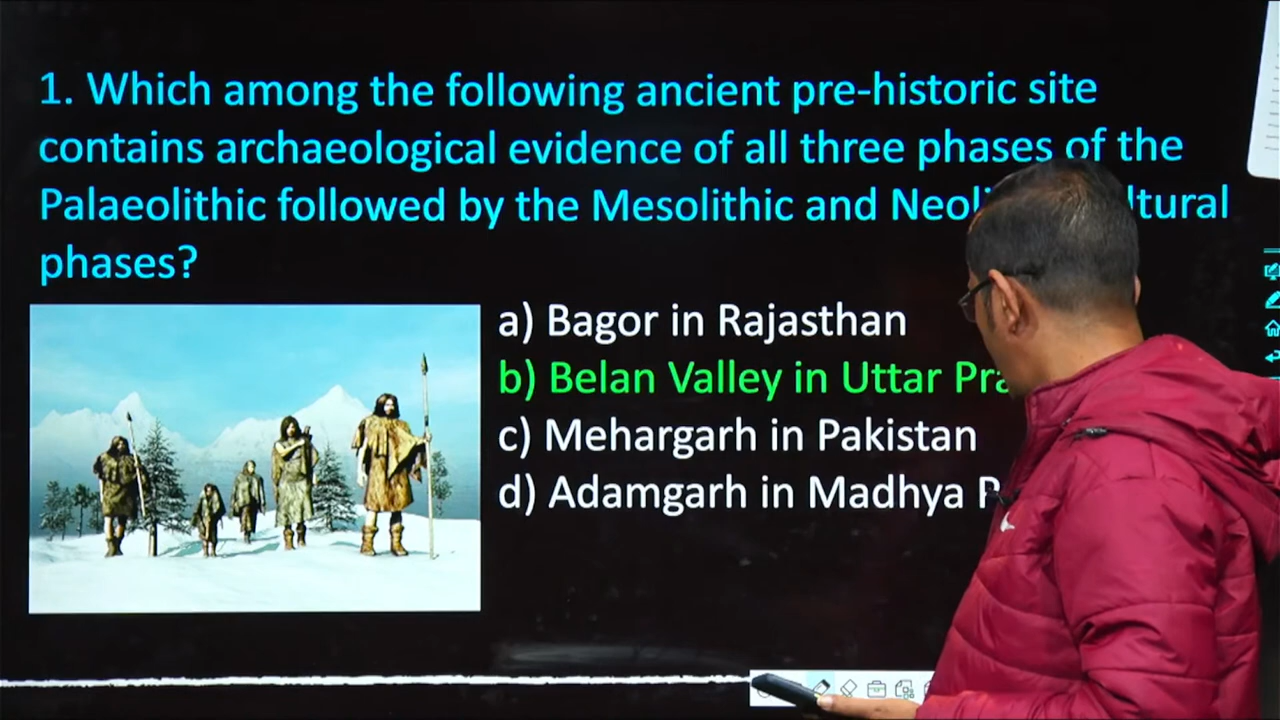 1. Which among the following ancient pre-historic site
contains archaeological evidence of all three phases of the
Palaeolithic followed by the Mesolithic and
phases?
a) Bagor in Rajasthan
b) Belan Valley in Uttar
c) Mehargarh in Pakistan
d) Adamgarh in Madhya